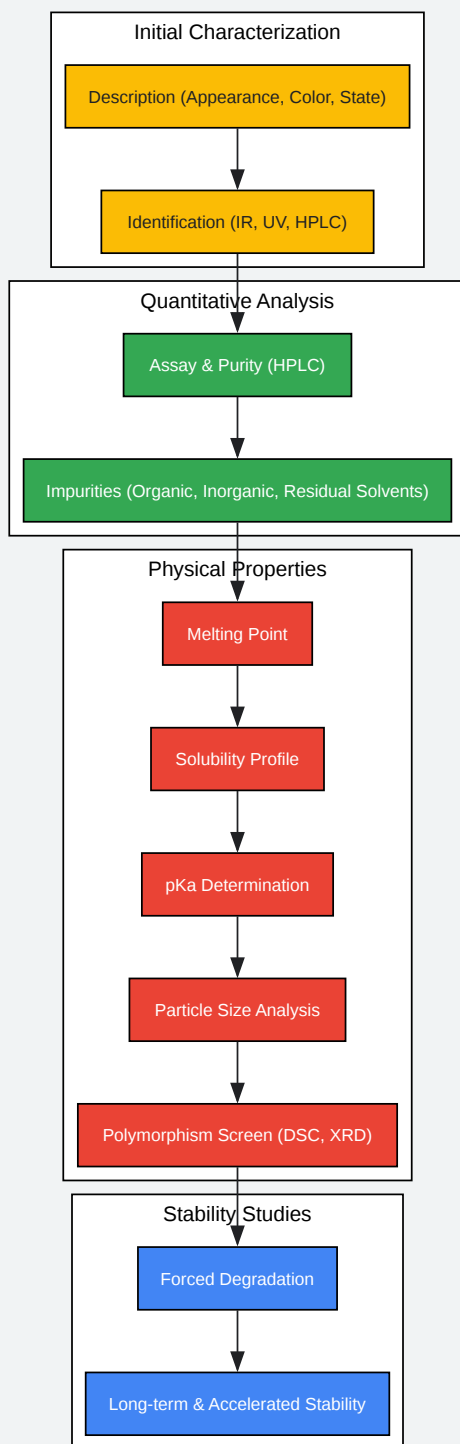 Initial Characterization
Description (Appearance, Color, State)
Identification (IR, UV, HPLC)
Quantitative Analysis
Assay & Purity (HPLC)
Impurities (Organic, Inorganic, Residual Solvents)
Physical Properties
Melting Point
Solubility Profile
pKa Determination
Particle Size Analysis
Polymorphism Screen (DSC, XRD)
Stability Studies
Forced Degradation
Long-term & Accelerated Stability